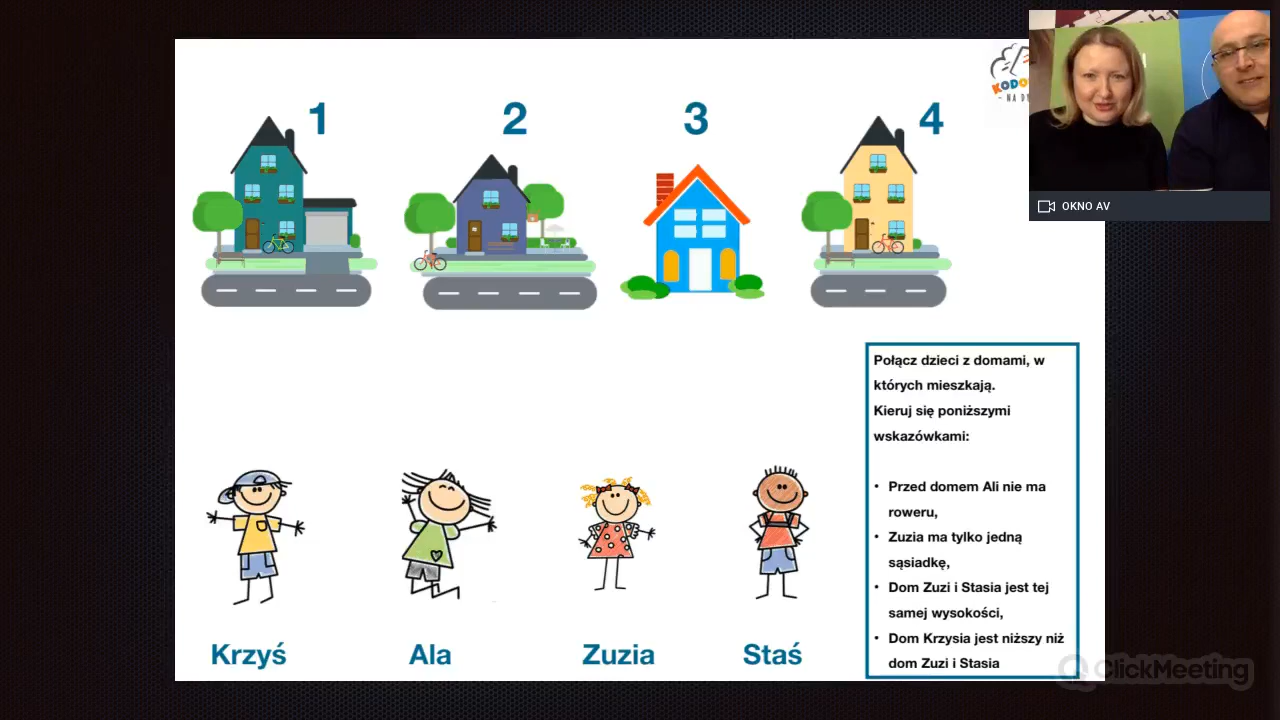 1
2
3
4
OKNO AV
Połącz dzieci z domami, w
których mieszkają.
Kieruj się poniższymi
wskazówkami:
• Przed domem Ali nie ma
roweru,
• Zuzia ma tylko jedną
sąsiadkę,
• Dom Zuzi i Stasia jest tej
samej wysokości,
• Dom Krzysia jest niższy niż
dom Zuzi i Stasia
Krzyś
Ala
Zuzia
Staś
ClickMeeting